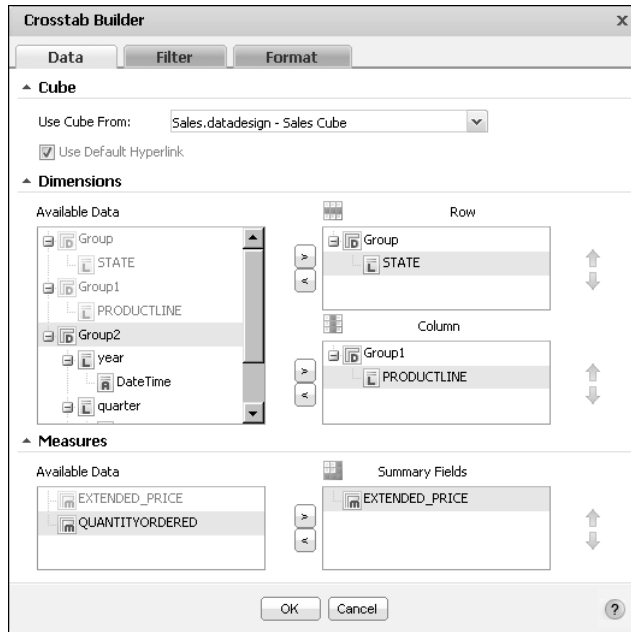 Crosstab Builder x
Data Filter Format
Cube
Use Cube From: Sales.datadesign - Sales Cube
Use Default Hyperlink
Dimensions
Available Data
Group
STATE
Group1
PRODUCTLINE
Group2
year
DateTime
quarter
Row
Group
STATE
Column
Group1
PRODUCTLINE
Measures
Available Data
EXTENDED_PRICE
QUANTITYORDERED
Summary Fields
EXTENDED_PRICE
OK Cancel ?